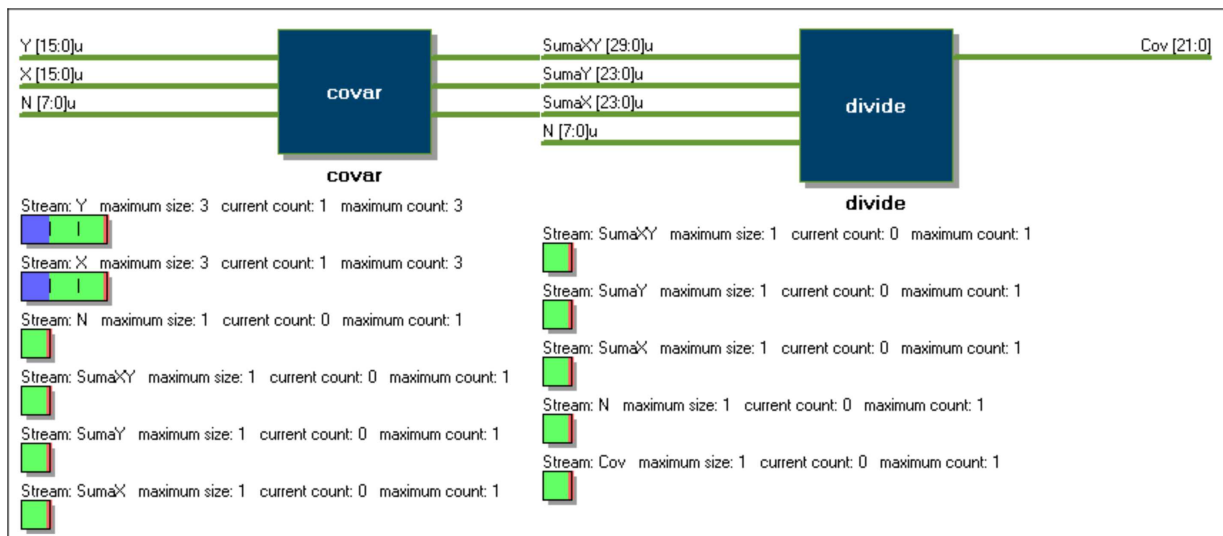 Y [15:0]u
X [15:0]u
N [7:0]u
covar
covar
SumaXY [29:0]u
SumaY [23:0]u
SumaX [23:0]u
N [7:0]u
divide
divide
Cov [21:0]
Stream: Y maximum size: 3 current count: 1 maximum count: 3
Stream: X maximum size: 3 current count: 1 maximum count: 3
Stream: N maximum size: 1 current count: 0 maximum count: 1
Stream: SumaXY maximum size: 1 current count: 0 maximum count: 1
Stream: SumaY maximum size: 1 current count: 0 maximum count: 1
Stream: SumaX maximum size: 1 current count: 0 maximum count: 1
Stream: SumaXY maximum size: 1 current count: 0 maximum count: 1
Stream: SumaY maximum size: 1 current count: 0 maximum count: 1
Stream: SumaX maximum size: 1 current count: 0 maximum count: 1
Stream: N maximum size: 1 current count: 0 maximum count: 1
Stream: Cov maximum size: 1 current count: 0 maximum count: 1